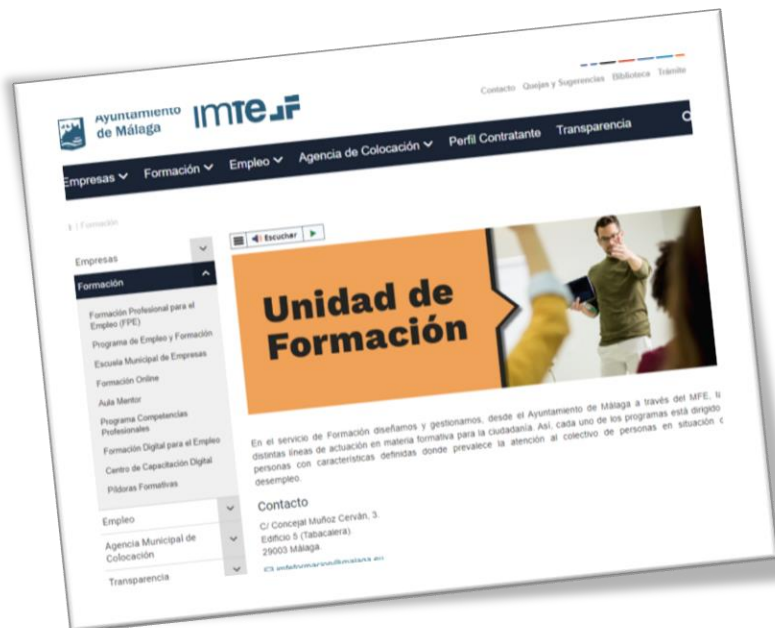 Ayuntamiento
de Málaga
imfe
Contacto Quejas y Sugerencias Biblioteca Trámite
Empresas Formación Empleo Agencia de Colocación Perfil Contratante Transparencia
| Formación
Escuchar
Empresas
Formación
Formación Profesional para el
Empleo (FPE)
Programa de Empleo y Formación
Escuela Municipal de Empresas
Formación Online
Aula Mentor
Programa Competencias
Profesionales
Formación Digital para el Empleo
Centro de Capacitación Digital
Píldoras Formativas
Empleo
Agencia Municipal de
Colocación
Transparencia
Unidad de
Formación
En el servicio de Formación diseñamos y gestionamos, desde el Ayuntamiento de Málaga a través del IMFE,
distintas líneas de actuación en materia formativa para la ciudadanía. Así, cada uno de los programas está dirigido
personas con características definidas donde prevalece la atención al colectivo de personas en situación
desempleo.
Contacto
C/ Concejal Muñoz Cerván, 3.
Edificio 5 (Tabacalera).
29003 Málaga.